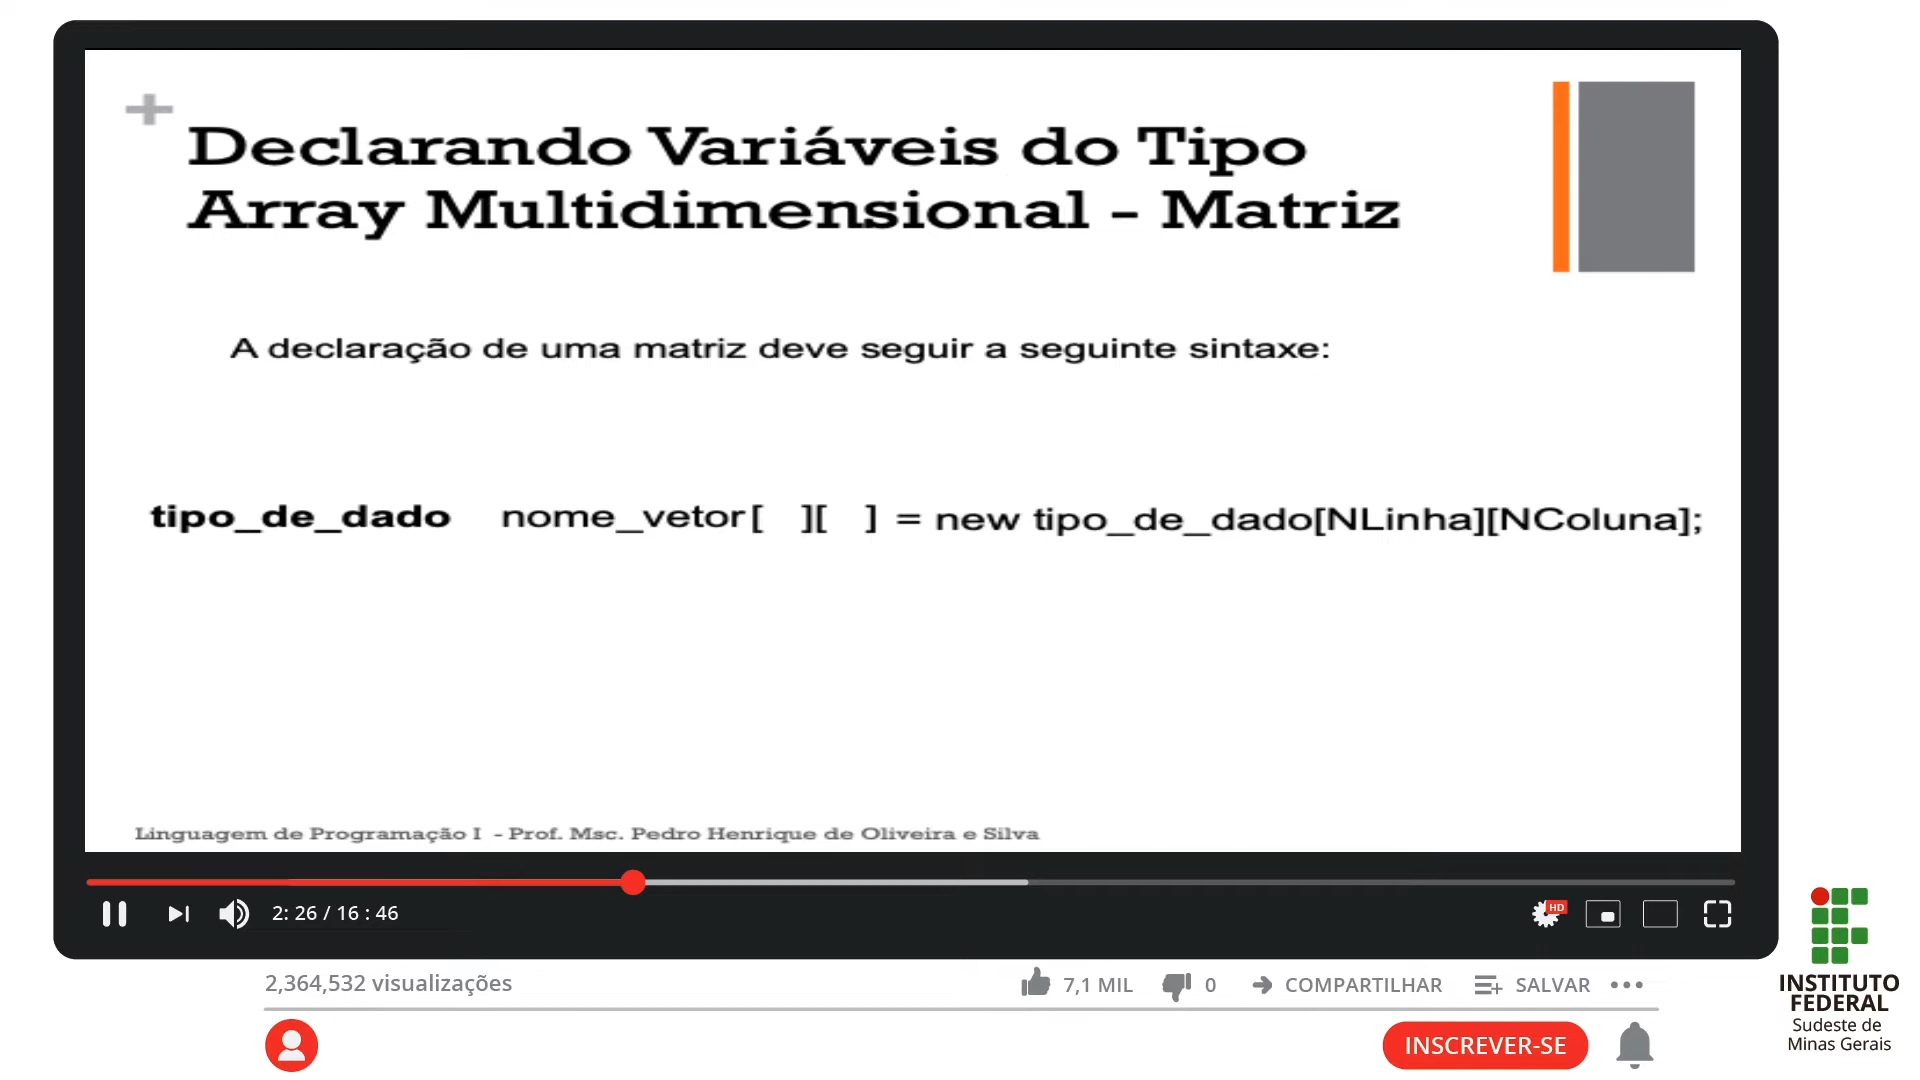 +
Declarando Variáveis do Tipo
Array Multidimensional - Matriz
A declaração de uma matriz deve seguir a seguinte sintaxe:
tipo_de_dado nome_vetor[ ][ ] = new tipo_de_dado[NLinha][NColuna];
Linguagem de Programação I - Prof. Msc. Pedro Henrique de Oliveira e Silva
2: 26 / 16 : 46
HD
2,364,532 visualizações
7,1 MIL
0
COMPARTILHAR
SALVAR
INSCREVER-SE
INSTITUTO
FEDERAL
Sudeste de
Minas Gerais